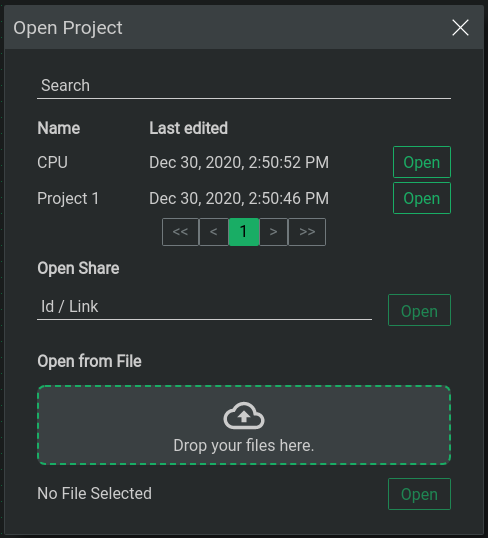 Open Project
Search
Name Last edited
CPU Dec 30, 2020, 2:50:52 PM Open
Project 1 Dec 30, 2020, 2:50:46 PM Open
<< < 1 > >>
Open Share
Id / Link Open
Open from File
Drop your files here.
No File Selected Open